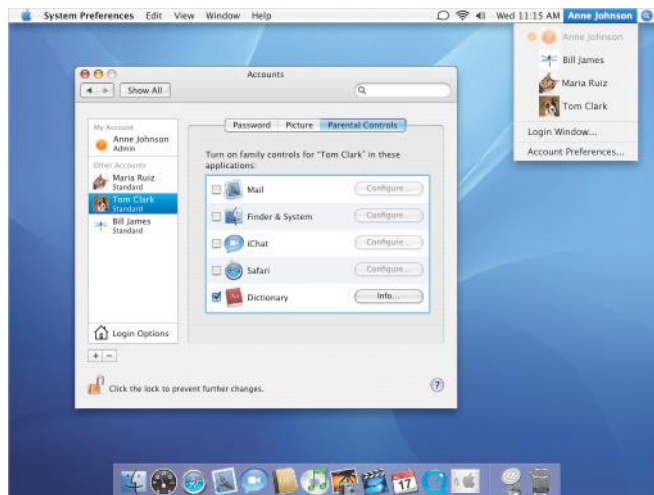 System Preferences Edit View Window Help Wed 11:15 AM Anne Johnson
Anne Johnson
Bill James
Maria Ruiz
Tom Clark
Login Window...
Account Preferences...
Accounts
Show All
Password Picture Parental Controls
My Account
Anne Johnson
Admin
Other Accounts
Maria Ruiz
Standard
Tom Clark
Standard
Bill James
Standard
Login Options
Turn on family controls for "Tom Clark" in these
applications:
Mail Configure...
Finder & System Configure...
iChat Configure...
Safari Configure...
Dictionary Info...
+ -
Click the lock to prevent further changes.
?
17